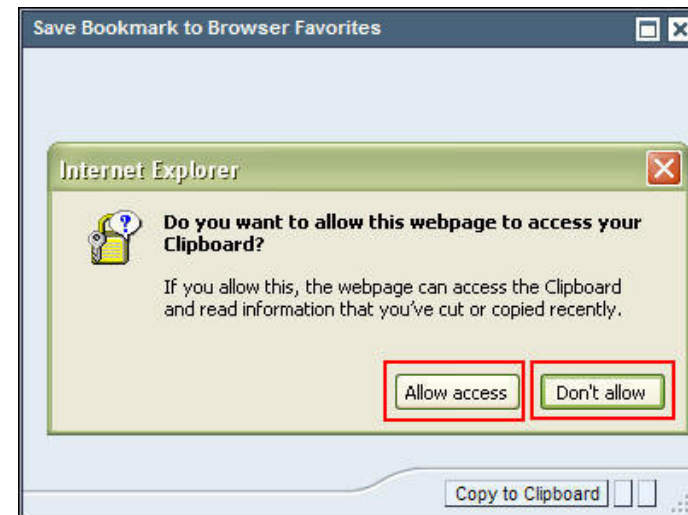 Save Bookmark to Browser Favorites
Internet Explorer
Do you want to allow this webpage to access your
Clipboard?
If you allow this, the webpage can access the Clipboard
and read information that you've cut or copied recently.
Allow access
Don't allow
Copy to Clipboard